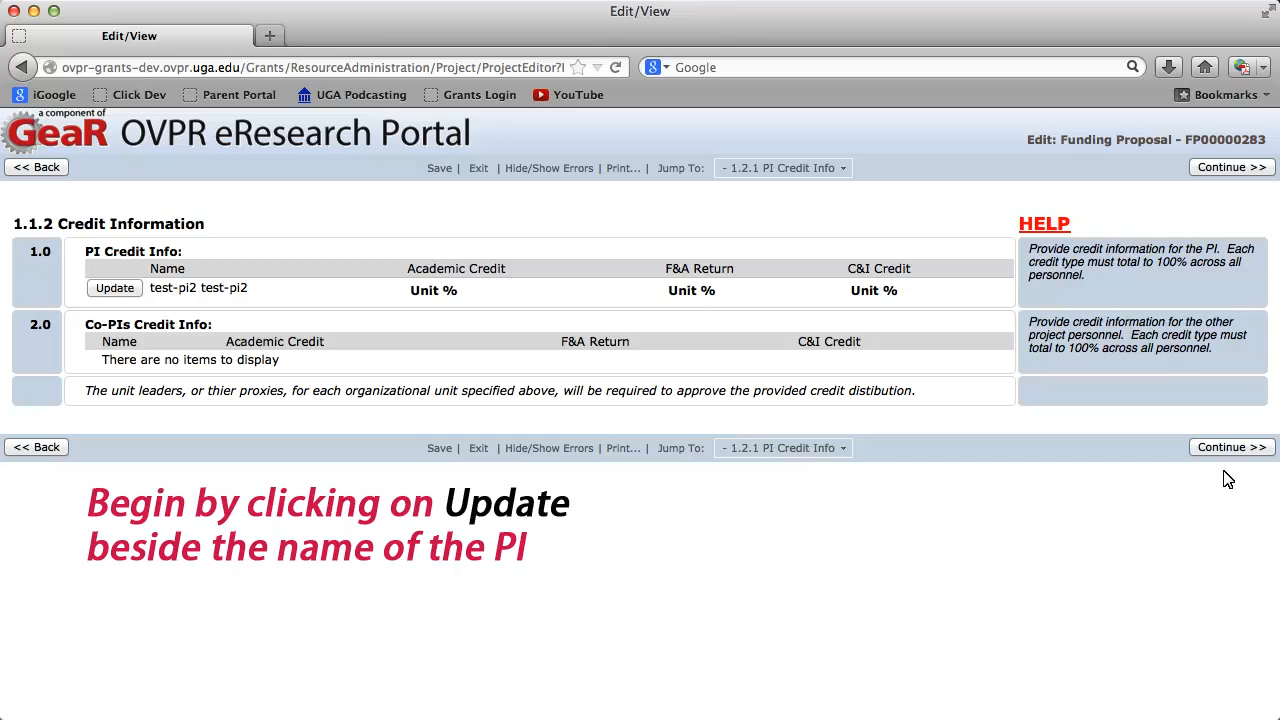 Edit/View
Edit/View
ovpr-grants-dev.ovpr.uga.edu/Grants/ResourceAdministration/Project/ProjectEditor?I
Google
iGoogle Click Dev Parent Portal UGA Podcasting Grants Login YouTube Bookmarks
a component of
GeaR OVPR eResearch Portal
Edit: Funding Proposal - FP00000283
<< Back Save | Exit | Hide/Show Errors | Print... | Jump To: - 1.2.1 PI Credit Info Continue >>
1.1.2 Credit Information
HELP
1.0 PI Credit Info:
Name Academic Credit F&A Return C&I Credit
Update test-pi2 test-pi2 Unit % Unit % Unit %
Provide credit information for the PI. Each
credit type must total to 100% across all
personnel.
2.0 Co-PIs Credit Info:
Name Academic Credit F&A Return C&I Credit
There are no items to display
Provide credit information for the other
project personnel. Each credit type must
total to 100% across all personnel.
The unit leaders, or thier proxies, for each organizational unit specified above, will be required to approve the provided credit distibution.
<< Back Save | Exit | Hide/Show Errors | Print... | Jump To: - 1.2.1 PI Credit Info Continue >>
Begin by clicking on Update
beside the name of the PI